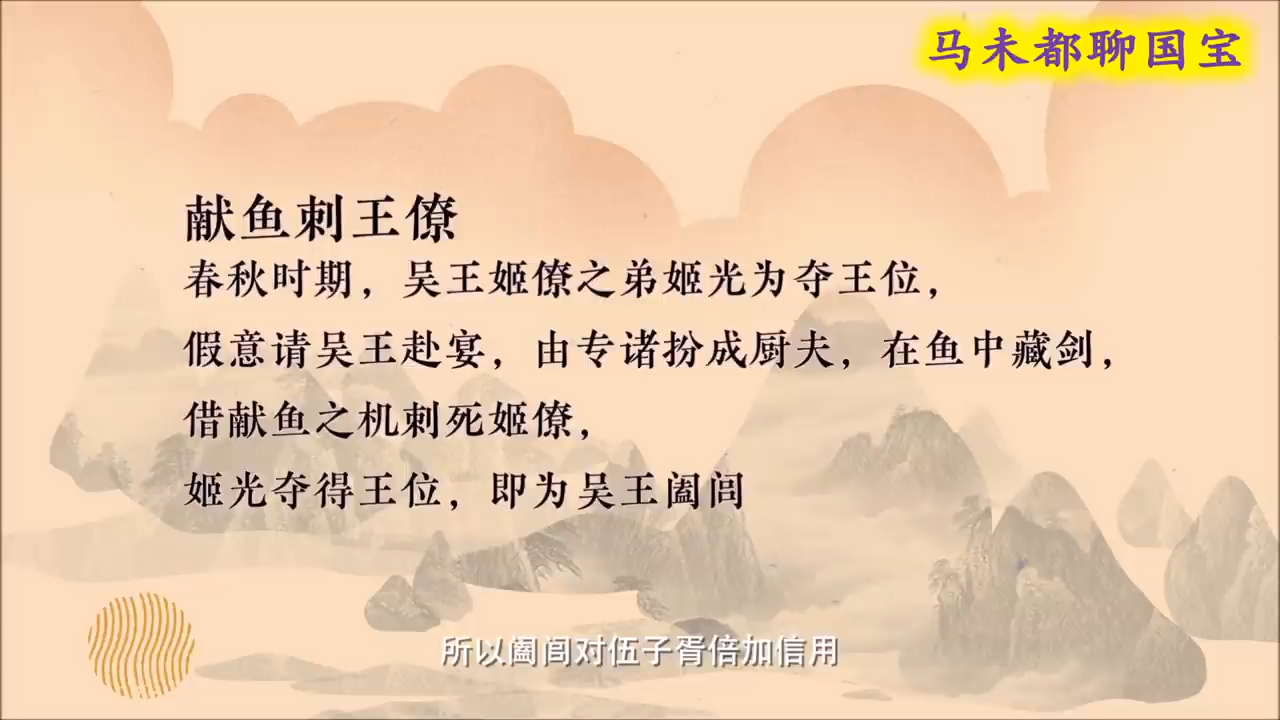 马未都聊国宝
献鱼刺王僚
春秋时期，吴王姬僚之弟姬光为夺王位，
假意请吴王赴宴，由专诸扮成厨夫，在鱼中藏剑，
借献鱼之机刺死姬僚，
姬光夺得王位，即为吴王阖闾
所以阖闾对伍子胥倍加信用